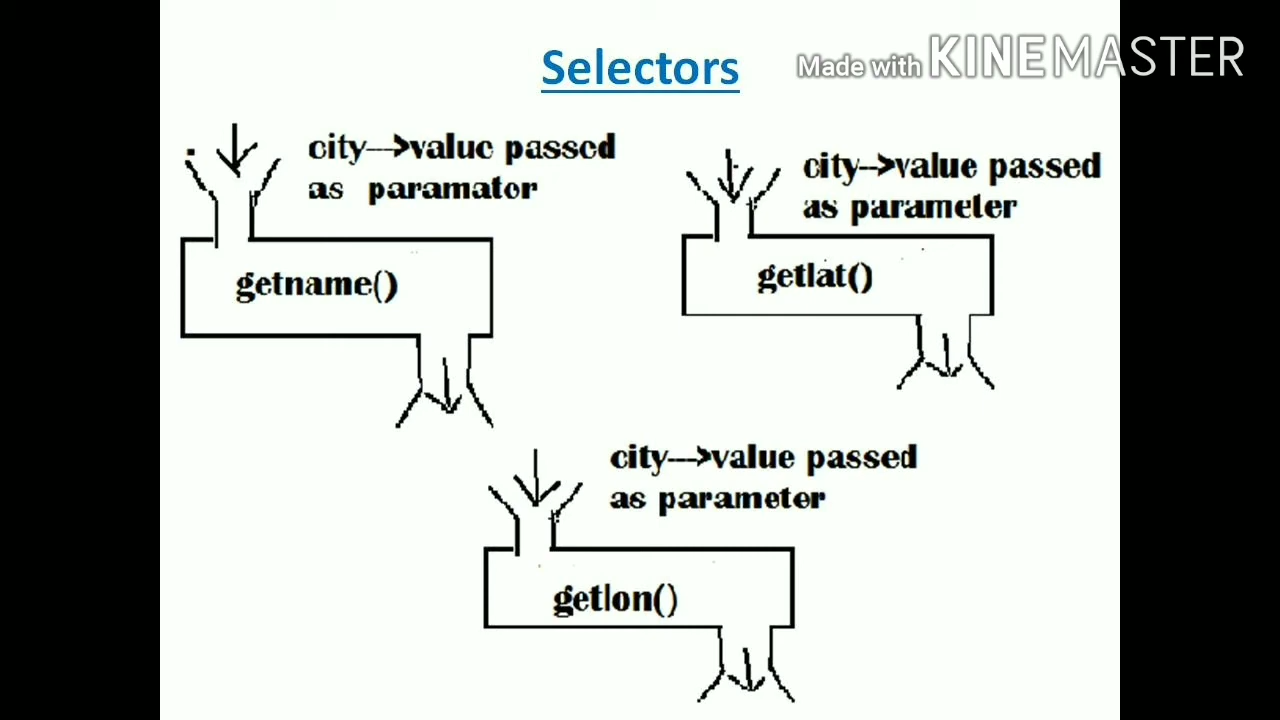 Selectors
Made with KINEMASTER
city--->value passed
as paramator
getname()
city-->value passed
as parameter
getlat()
city--->value passed
as parameter
getlon()